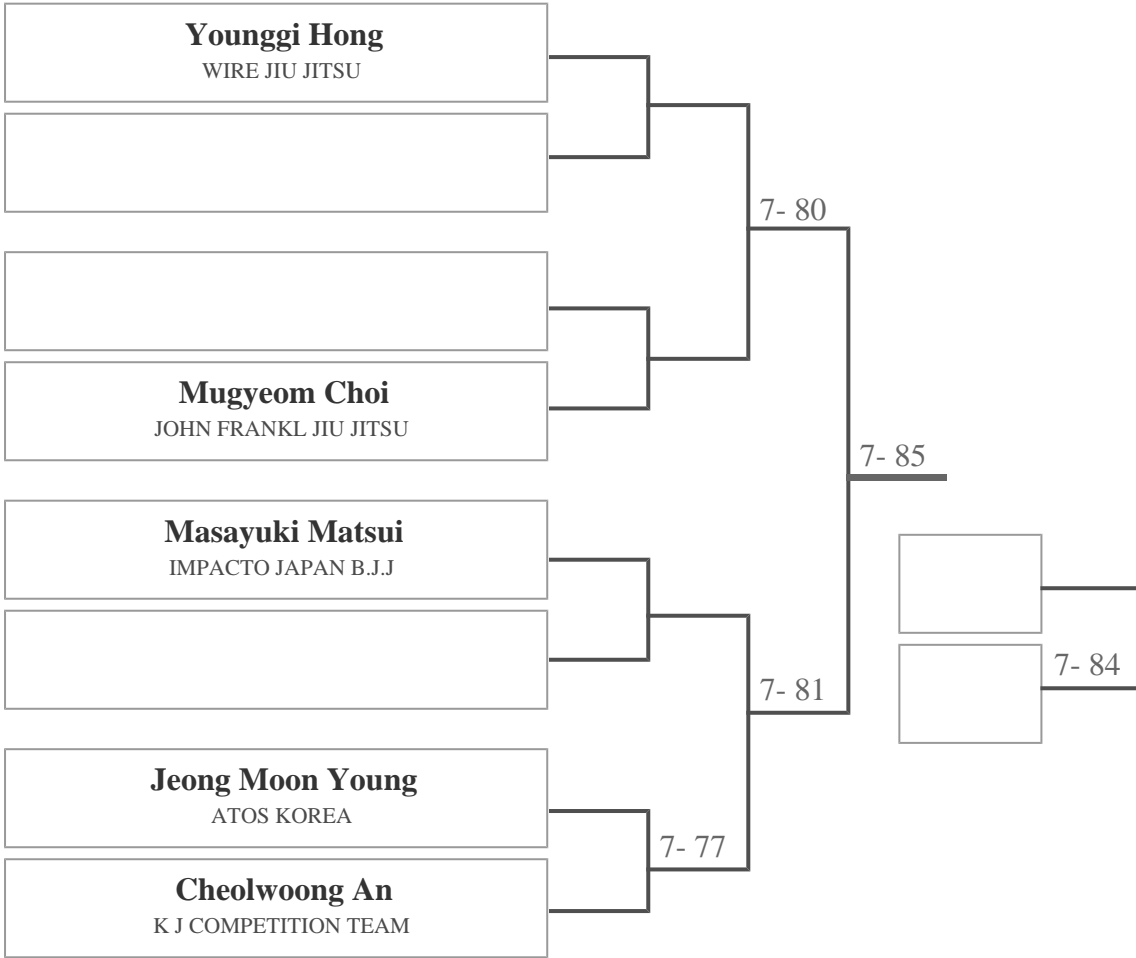 Younggi Hong
WIRE JIU JITSU
7- 80
Mugyeom Choi
JOHN FRANKL JIU JITSU
7- 85
Masayuki Matsui
IMPACTO JAPAN B.J.J
7- 84
7- 81
Jeong Moon Young
ATOS KOREA
7- 77
Cheolwoong An
K J COMPETITION TEAM